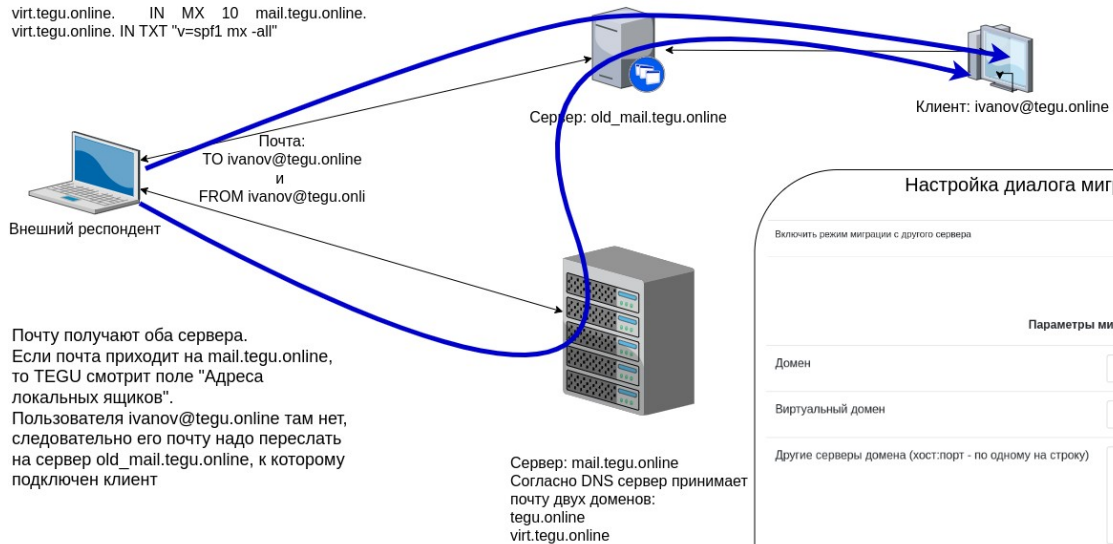 virt.tegu.online. IN MX 10 mail.tegu.online.
virt.tegu.online. IN TXT "v=spf1 mx -all"
Сервер: old_mail.tegu.online
Клиент: ivanov@tegu.online
Почта:
TO ivanov@tegu.online
и
FROM ivanov@tegu.onli
Внешний респондент
Почту получают оба сервера.
Если почта приходит на mail.tegu.online,
то TEGU смотрит поле "Адреса
локальных ящиков".
Пользователя ivanov@tegu.online там нет,
следовательно его почту надо переслать
на сервер old_mail.tegu.online, к которому
подключен клиент
Сервер: mail.tegu.online
Согласно DNS сервер принимает
почту двух доменов:
tegu.online
virt.tegu.online
Настройка диалога миг
Включить режим миграции с другого сервера
Параметры ми
Домен
Виртуальный домен
Другие серверы домена (хост:порт - по одному на строку)